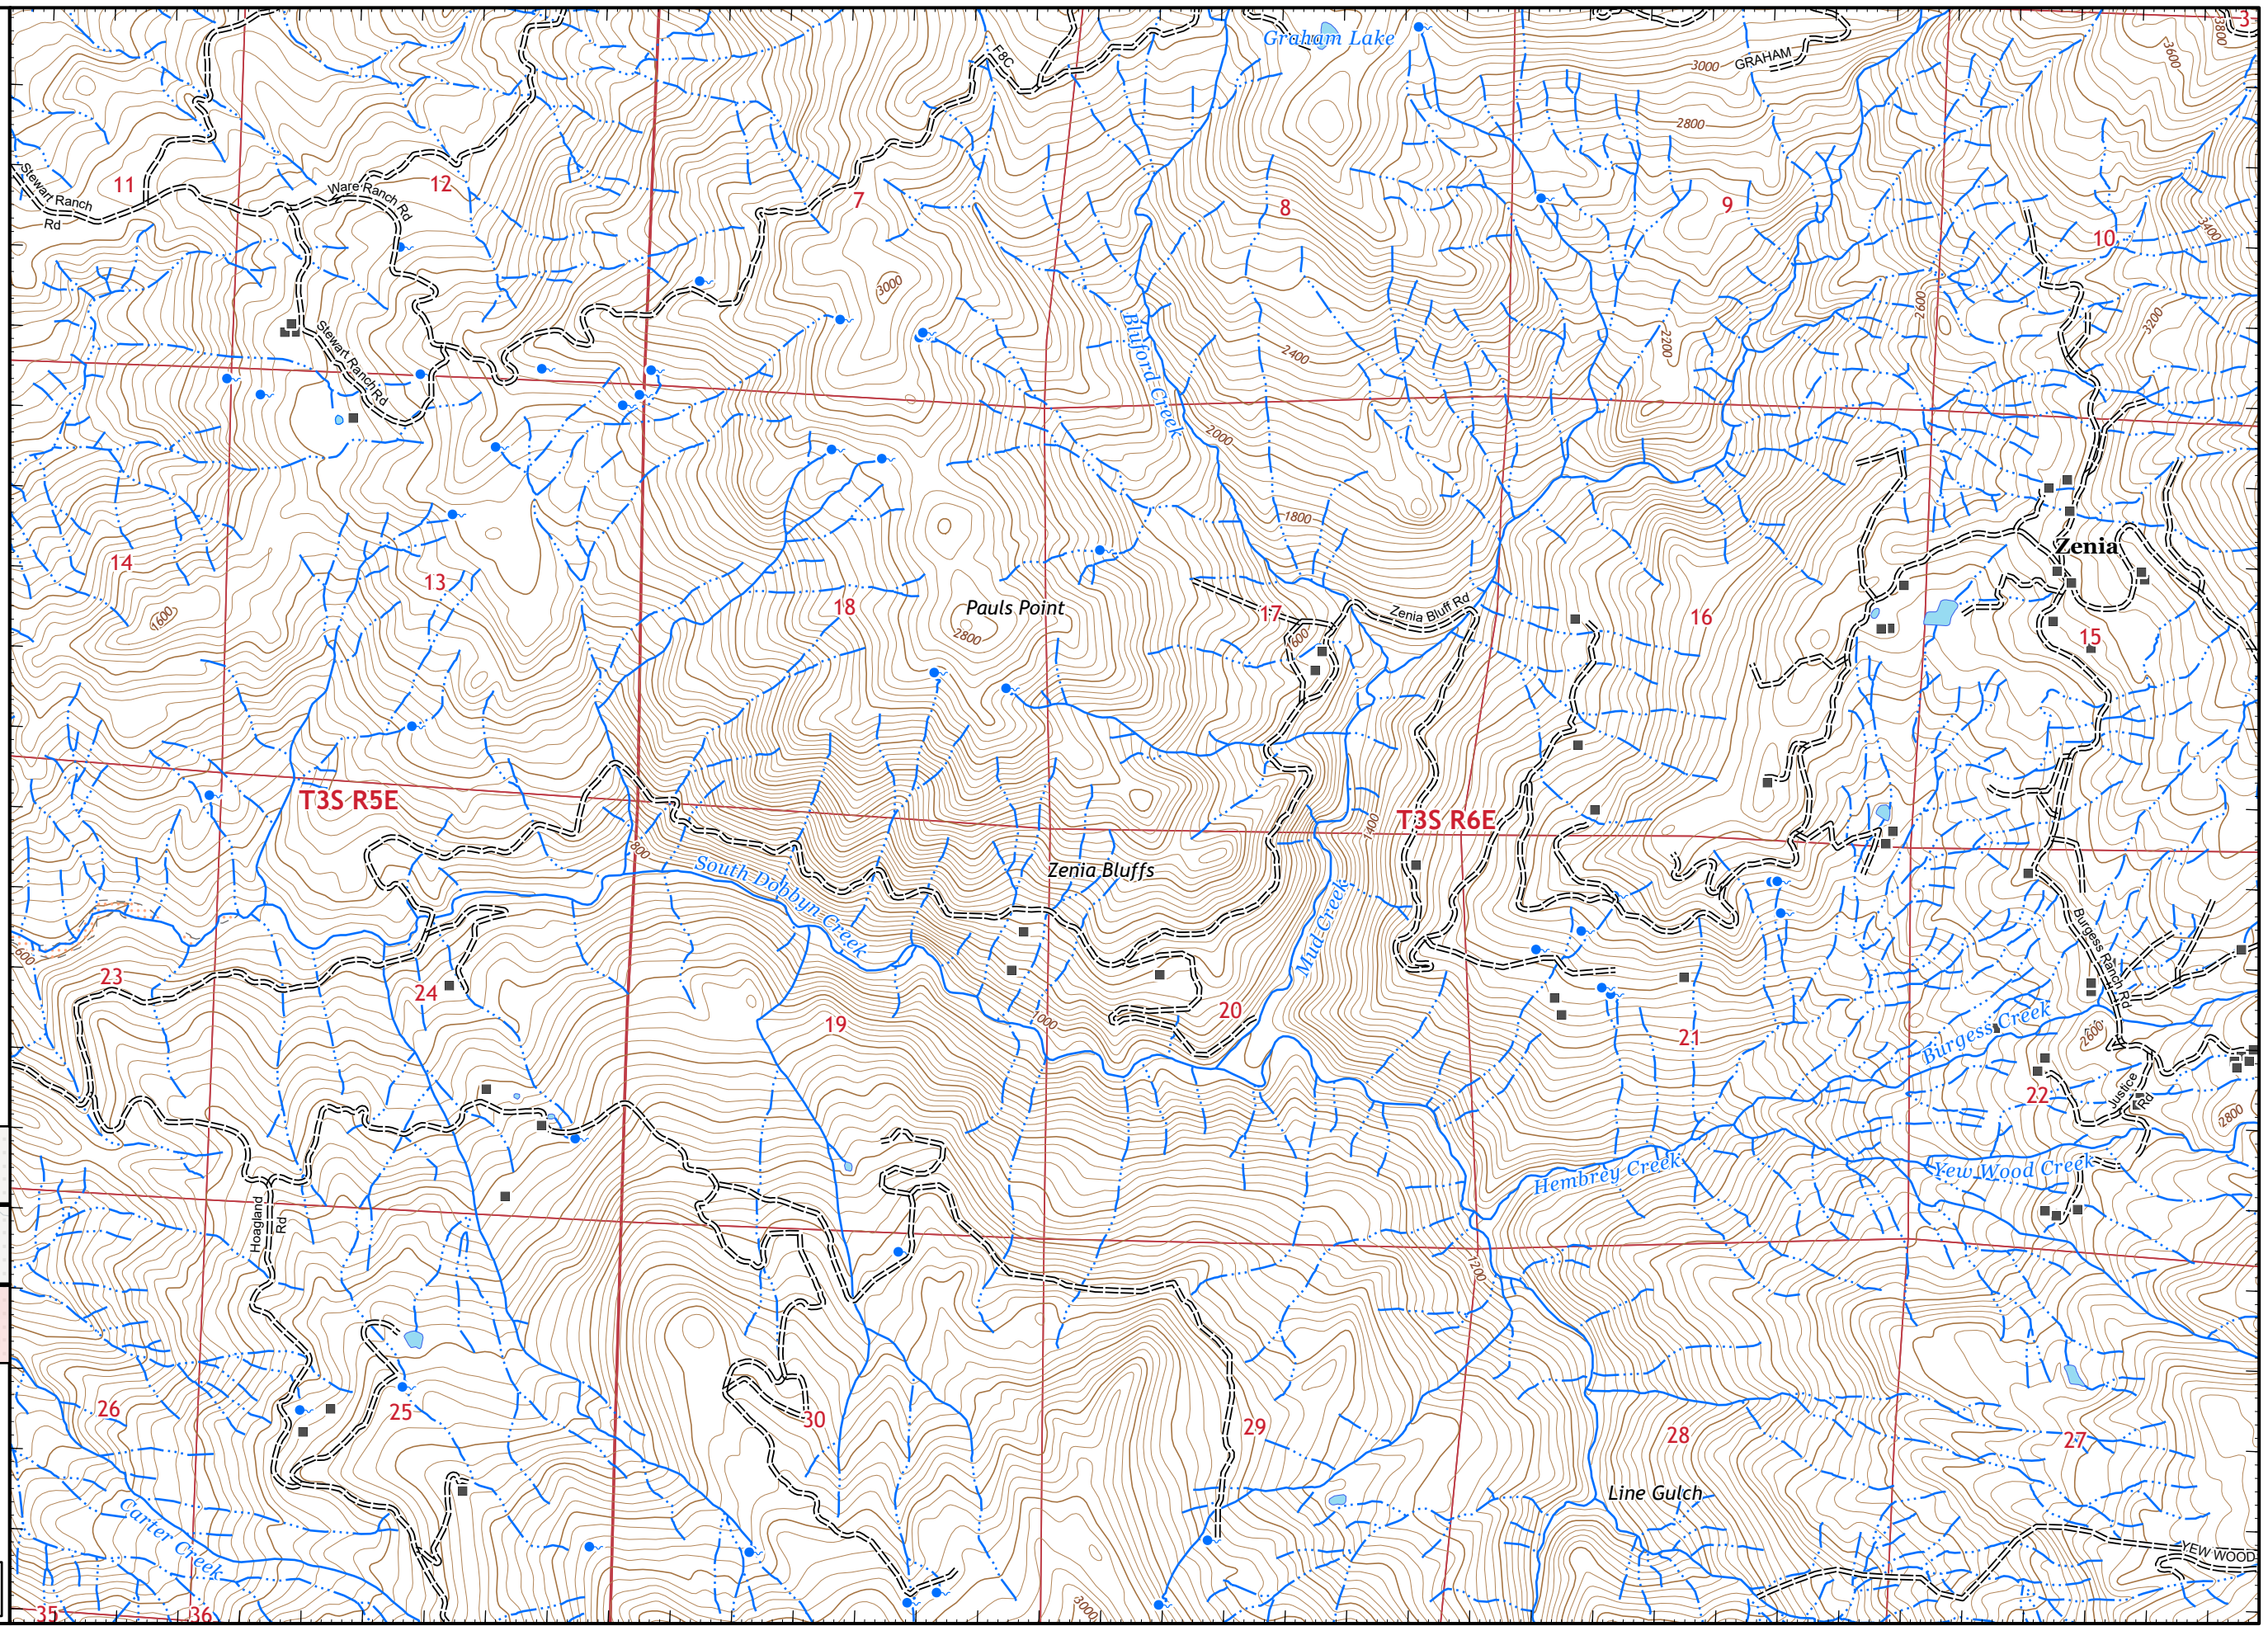 3
Graham Lake
F8C
GRAHAM
3000
3800
3600
2800
11
Stewart Ranch
Rd
Ware Ranch Rd
12
7
8
9
10
3400
3000
2600
3200
Bluford Creek
2400
2200
Stewart Ranch Rd
2000
1800
14
13
18
Pauls Point
2800
17
Zenia Bluff Rd
16
Zenia
15
1600
1600
T3S R5E
T3S R6E
1400
800
South Dobbyn Creek
Zenia Bluffs
Mud Creek
Burgess Ranch Rd
600
23
24
19
1000
20
21
Burgess Creek
2600
22
Justice
Rd
2800
Hembrey Creek
Yew Wood Creek
Hoagland
Rd
1200
26
25
30
29
28
27
Line Gulch
Carter Creek
YEW WOOD
35
36
3000